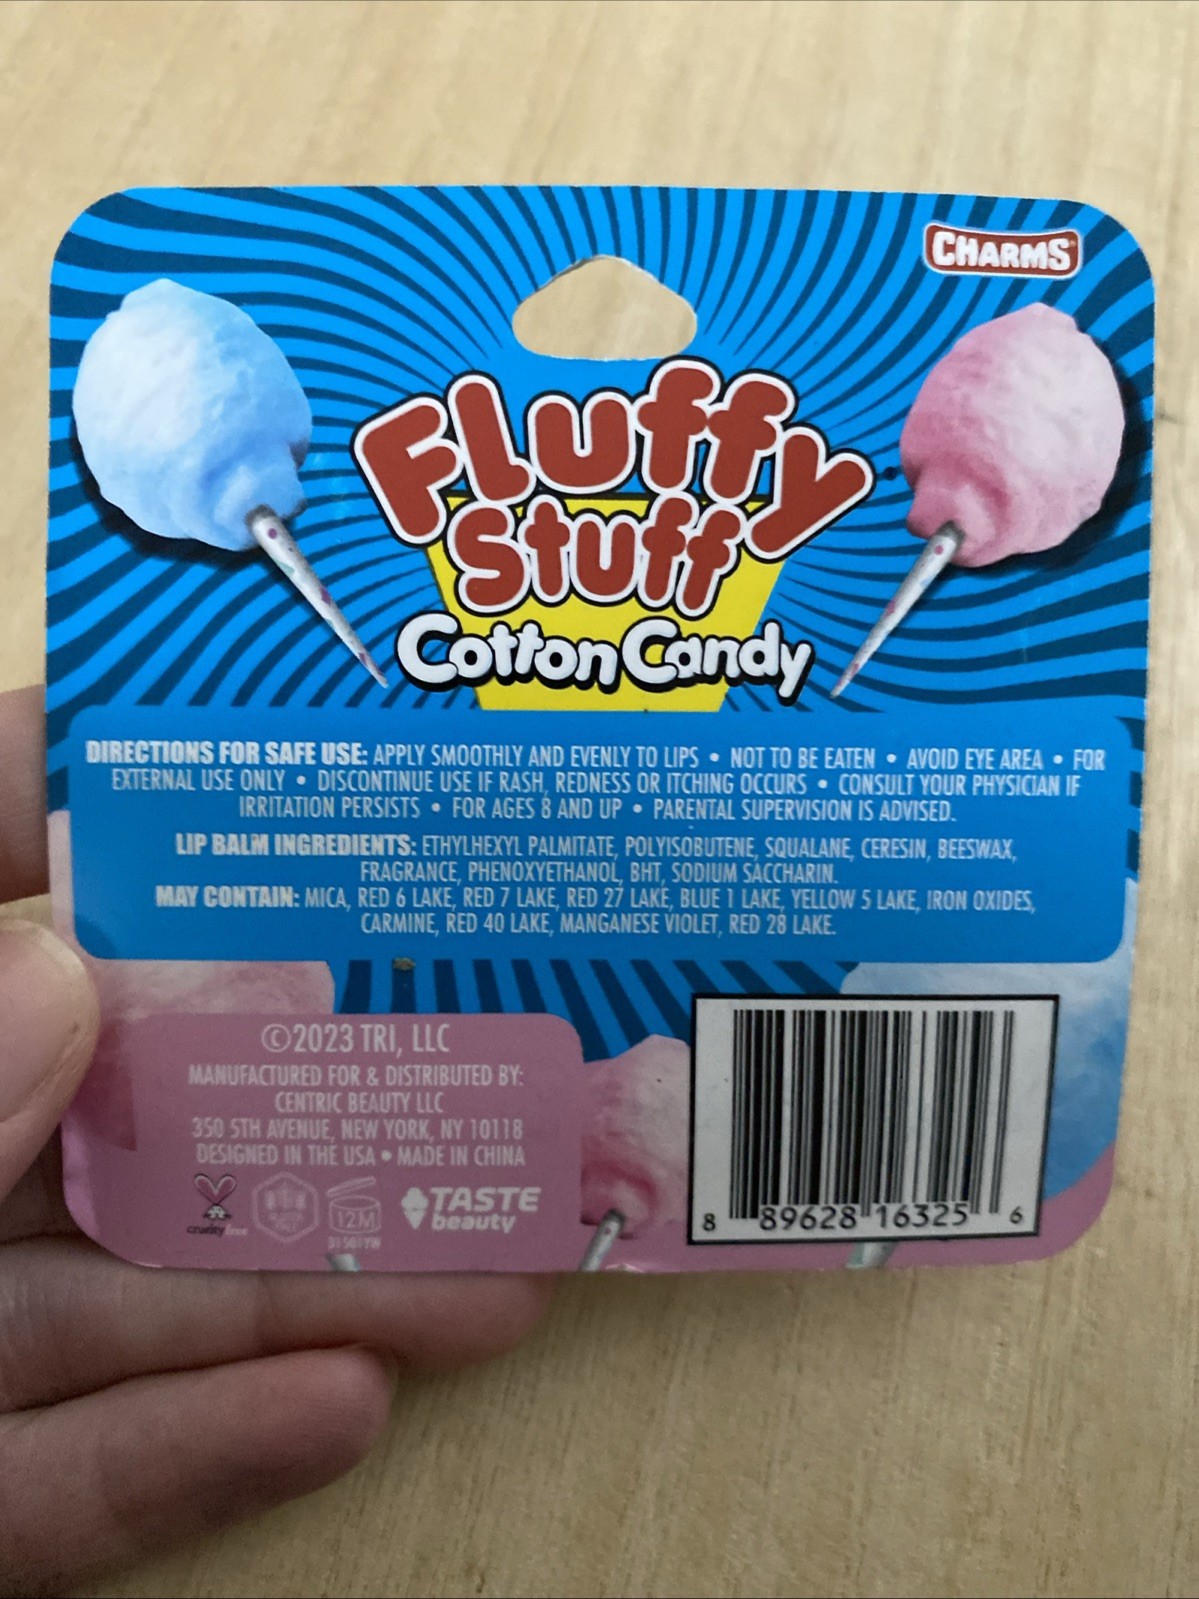 CHARMS
Fluffy
Stuff
Cotton Candy
DIRECTIONS FOR SAFE USE: APPLY SMOOTHLY AND EVENLY TO LIPS • NOT TO BE EATEN • AVOID EYE AREA • FOR
EXTERNAL USE ONLY • DISCONTINUE USE IF RASH, REDNESS OR ITCHING OCCURS • CONSULT YOUR PHYSICIAN IF
IRRITATION PERSISTS • FOR AGES 8 AND UP • PARENTAL SUPERVISION IS ADVISED.
LIP BALM INGREDIENTS: ETHYLHEXYL PALMITATE, POLYISOBUTENE, SQUALANE, CERESIN, BEESWAX,
FRAGRANCE, PHENOXYETHANOL, BHT, SODIUM SACCHARIN.
MAY CONTAIN: MICA, RED 6 LAKE, RED 7 LAKE, RED 27 LAKE, BLUE 1 LAKE, YELLOW 5 LAKE, IRON OXIDES,
CARMINE, RED 40 LAKE, MANGANESE VIOLET, RED 28 LAKE.
©2023 TRI, LLC
MANUFACTURED FOR & DISTRIBUTED BY:
CENTRIC BEAUTY LLC
350 5TH AVENUE, NEW YORK, NY 10118
DESIGNED IN THE USA • MADE IN CHINA
cruelty free
12M
TASTE
beauty
8 89628 16325 6